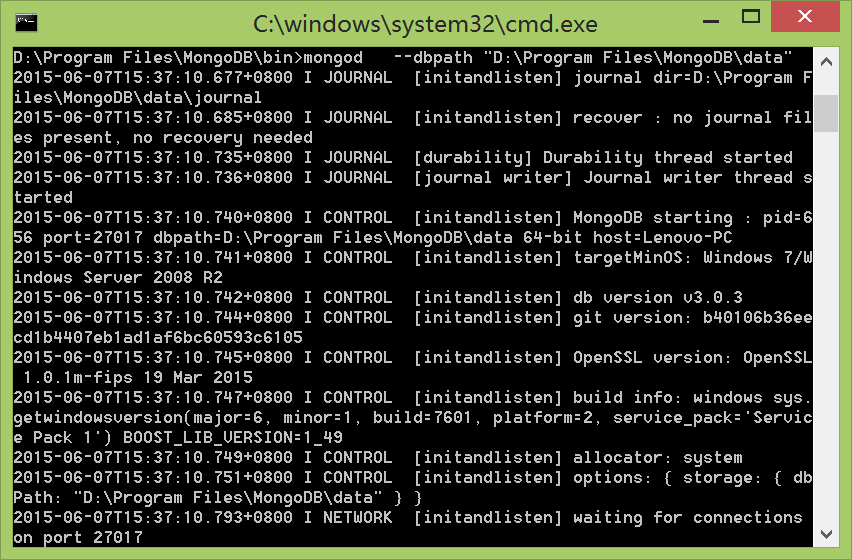 C:\windows\system32\cmd.exe
D:\Program Files\MongoDB\bin>mongod   --dbpath "D:\Program Files\MongoDB\data"
2015-06-07T15:37:10.677+0800 I JOURNAL  [initandlisten] journal dir=D:\Program F
iles\MongoDB\data\journal
2015-06-07T15:37:10.685+0800 I JOURNAL  [initandlisten] recover : no journal fil
es present, no recovery needed
2015-06-07T15:37:10.735+0800 I JOURNAL  [durability] Durability thread started
2015-06-07T15:37:10.736+0800 I JOURNAL  [journal writer] Journal writer thread s
tarted
2015-06-07T15:37:10.740+0800 I CONTROL  [initandlisten] MongoDB starting : pid=6
56 port=27017 dbpath=D:\Program Files\MongoDB\data 64-bit host=Lenovo-PC
2015-06-07T15:37:10.741+0800 I CONTROL  [initandlisten] targetMinOS: Windows 7/W
indows Server 2008 R2
2015-06-07T15:37:10.742+0800 I CONTROL  [initandlisten] db version v3.0.3
2015-06-07T15:37:10.744+0800 I CONTROL  [initandlisten] git version: b40106b36ee
cd1b4407eb1ad1af6bc60593c6105
2015-06-07T15:37:10.745+0800 I CONTROL  [initandlisten] OpenSSL version: OpenSSL
 1.0.1m-fips 19 Mar 2015
2015-06-07T15:37:10.747+0800 I CONTROL  [initandlisten] build info: windows sys.
getwindowsversion(major=6, minor=1, build=7601, platform=2, service_pack='Servic
e Pack 1') BOOST_LIB_VERSION=1_49
2015-06-07T15:37:10.749+0800 I CONTROL  [initandlisten] allocator: system
2015-06-07T15:37:10.751+0800 I CONTROL  [initandlisten] options: { storage: { db
Path: "D:\Program Files\MongoDB\data" } }
2015-06-07T15:37:10.793+0800 I NETWORK  [initandlisten] waiting for connections
on port 27017